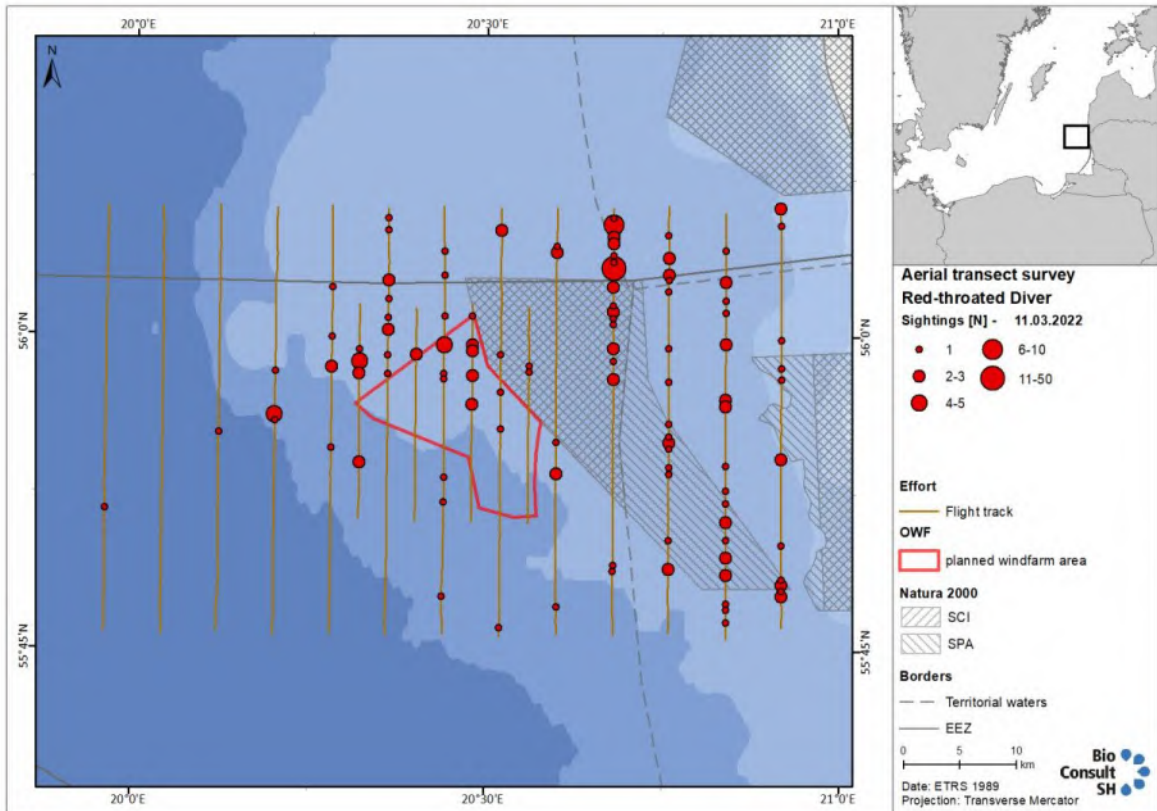 20°0'E 20°30'E 21°0'E
N
56°0'N 56°0'N
55°45'N 55°45'N
20°0'E 20°30'E 21°0'E
Aerial transect survey
Red-throated Diver
Sightings [N] - 11.03.2022
1 6-10
2-3 11-50
4-5
Effort
Flight track
OWF
planned windfarm area
Natura 2000
SCI
SPA
Borders
Territorial waters
EEZ
0 5 10
km
Bio
Consult
SH
Date: ETRS 1989
Projection: Transverse Mercator